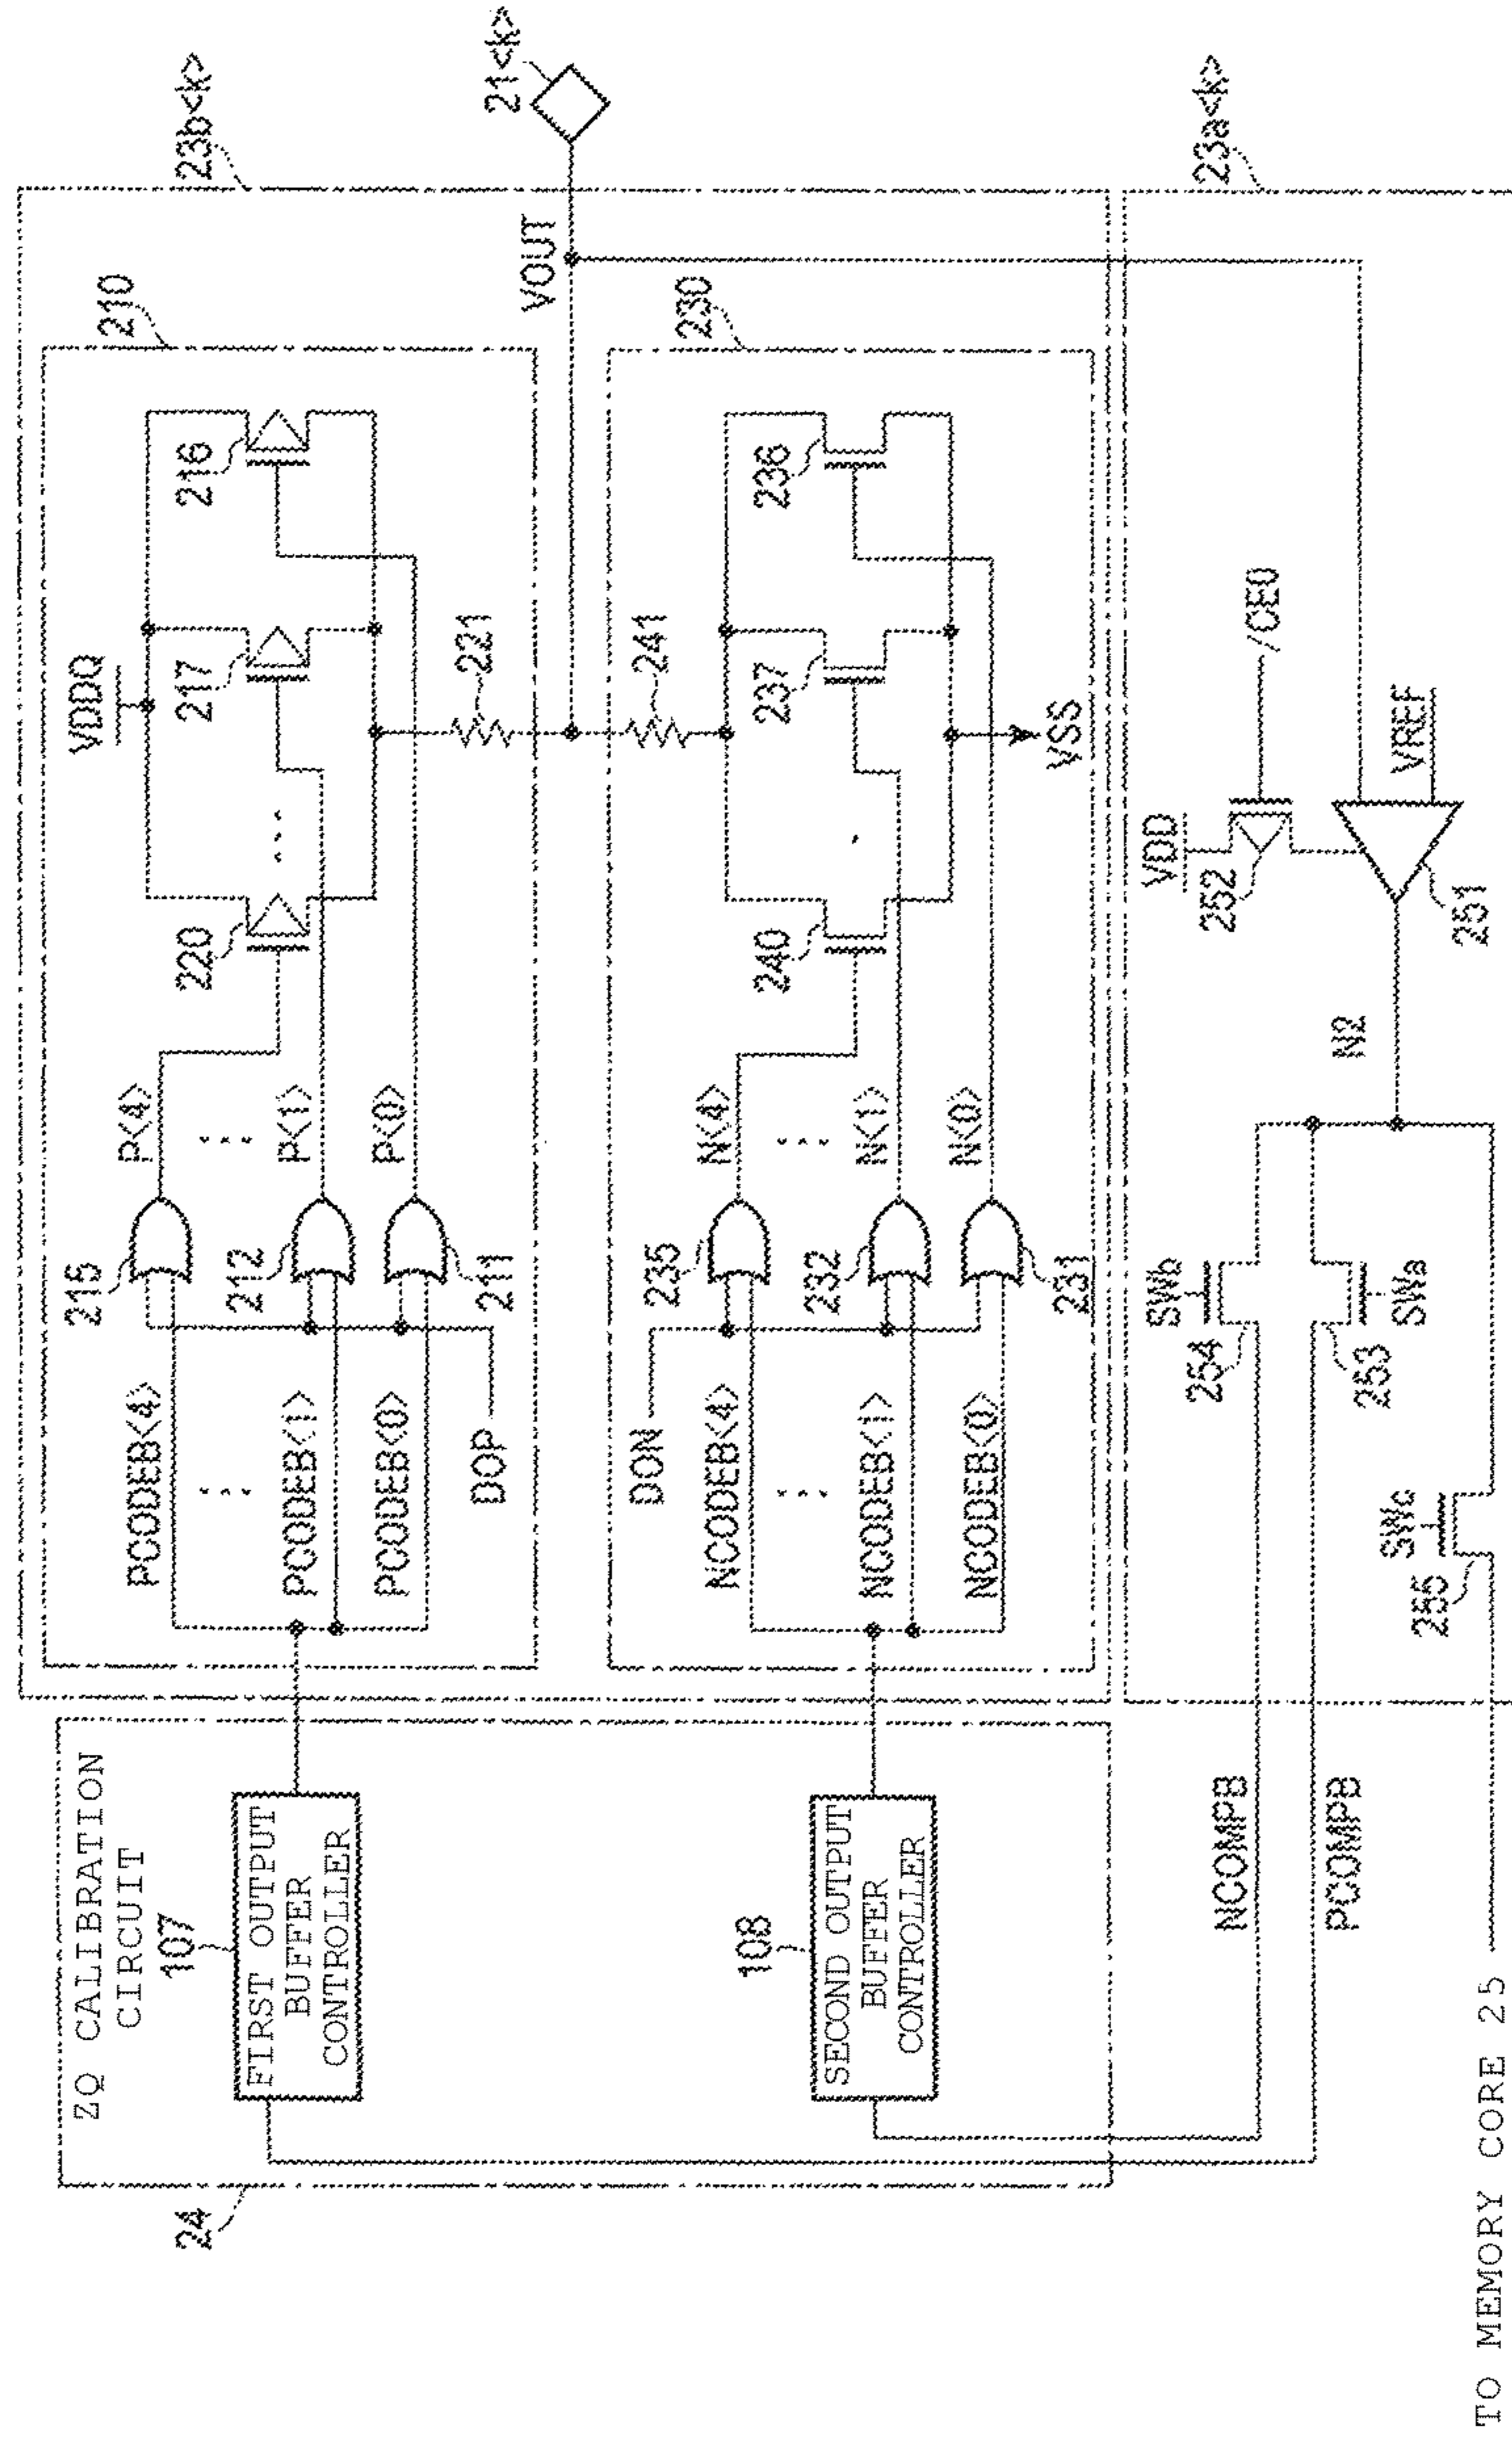 ZQ CALIBRATION
CIRCUIT
24
107
FIRST OUTPUT
BUFFER
CONTROLLER
108
SECOND OUTPUT
BUFFER
CONTROLLER
23b<k>
210
PCODEB<4>
PCODEB<1>
PCODEB<0>
DOP
215
212
211
P<4>
P<1>
P<0>
VDDQ
220
217
216
221
VOUT
21<k>
230
DON
NCODEB<4>
NCODEB<1>
NCODEB<0>
235
232
231
N<4>
N<1>
N<0>
241
240
237
236
VSS
23a<k>
NCOMPB
PCOMPB
254
SWb
253
SWa
255
SWc
N2
VDD
252
/CE0
VREF
251
TO MEMORY CORE 25